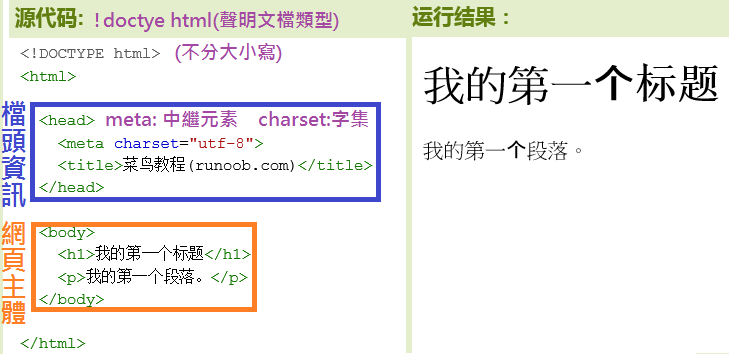 源代码: !doctye html(聲明文檔類型)
<!DOCTYPE html> (不分大小寫)
<html>
檔頭資訊
<head> meta: 中繼元素 charset:字集
<meta charset="utf-8">
<title>菜鸟教程(runoob.com)</title>
</head>
網頁主體
<body>
<h1>我的第一个标题</h1>
<p>我的第一个段落。</p>
</body>
</html>
运行结果:
我的第一个标题
我的第一个段落。